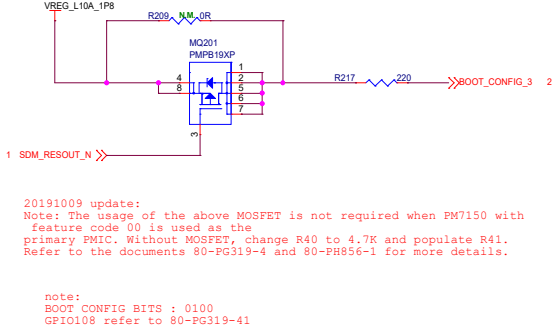 VREG_L10A_1P8
R209 N.M. 0R
MQ201
PMPB19XP
4
8
1
2
5
6
7
3
R217 220
BOOT_CONFIG_3 2
1 SDM_RESOUT_N
20191009 update:
Note: The usage of the above MOSFET is not required when PM7150 with
feature code 00 is used as the
primary PMIC. Without MOSFET, change R40 to 4.7K and populate R41.
Refer to the documents 80-PG319-4 and 80-PH856-1 for more details.
note:
BOOT CONFIG BITS : 0100
GPIO108 refer to 80-PG319-41